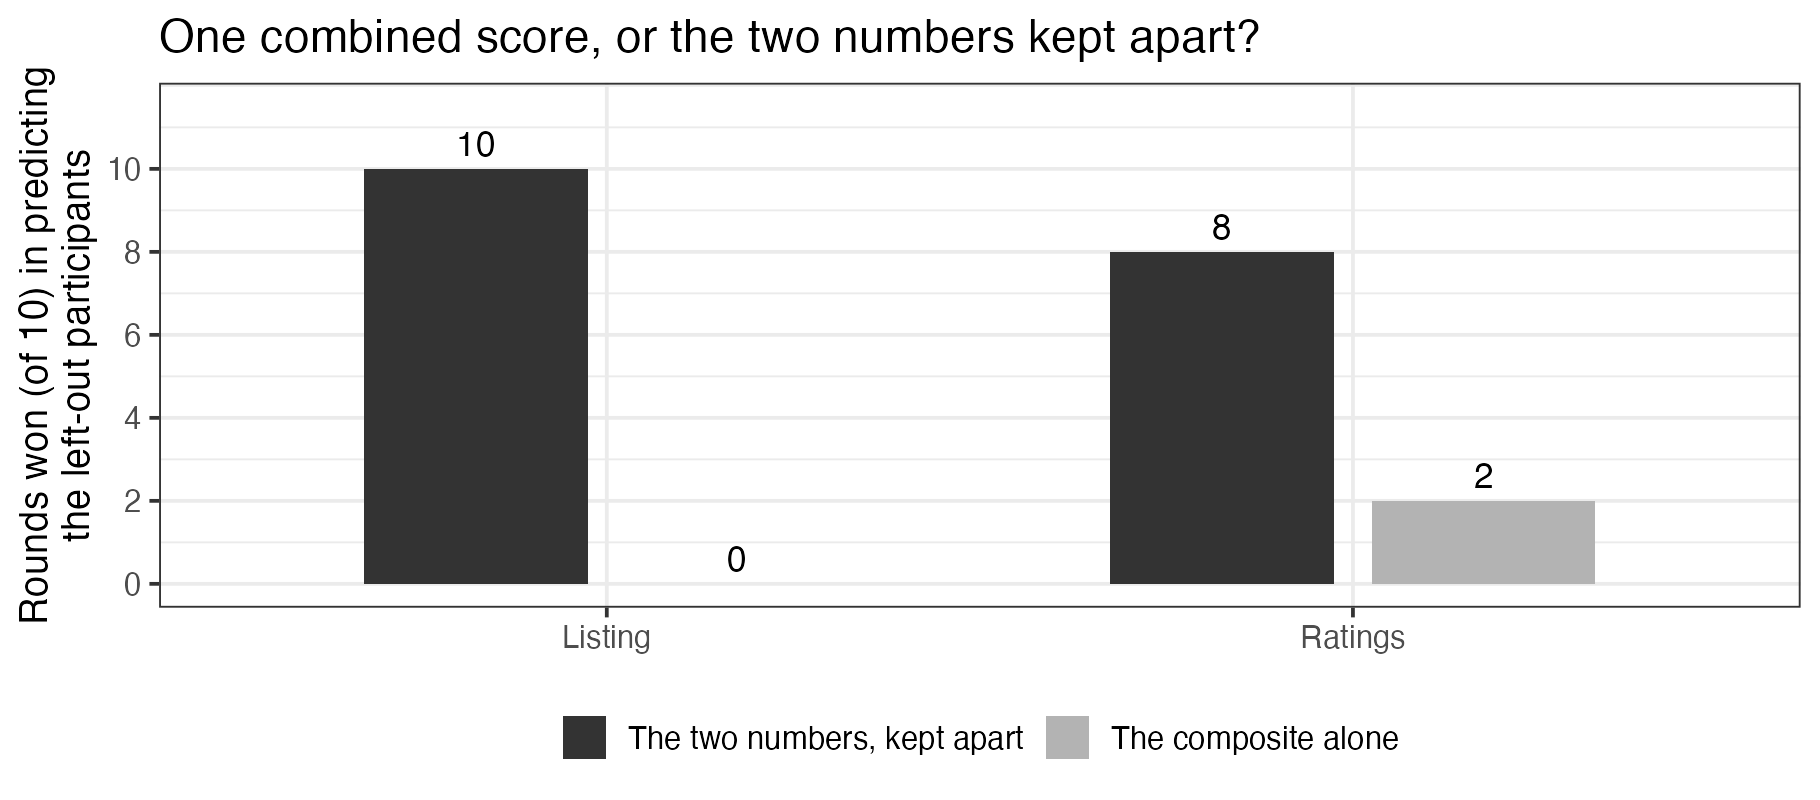 One combined score, or the two numbers kept apart?
Rounds won (of 10) in predicting
the left-out participants
10
8
6
4
2
0
10
0
8
2
Listing
Ratings
The two numbers, kept apart
The composite alone